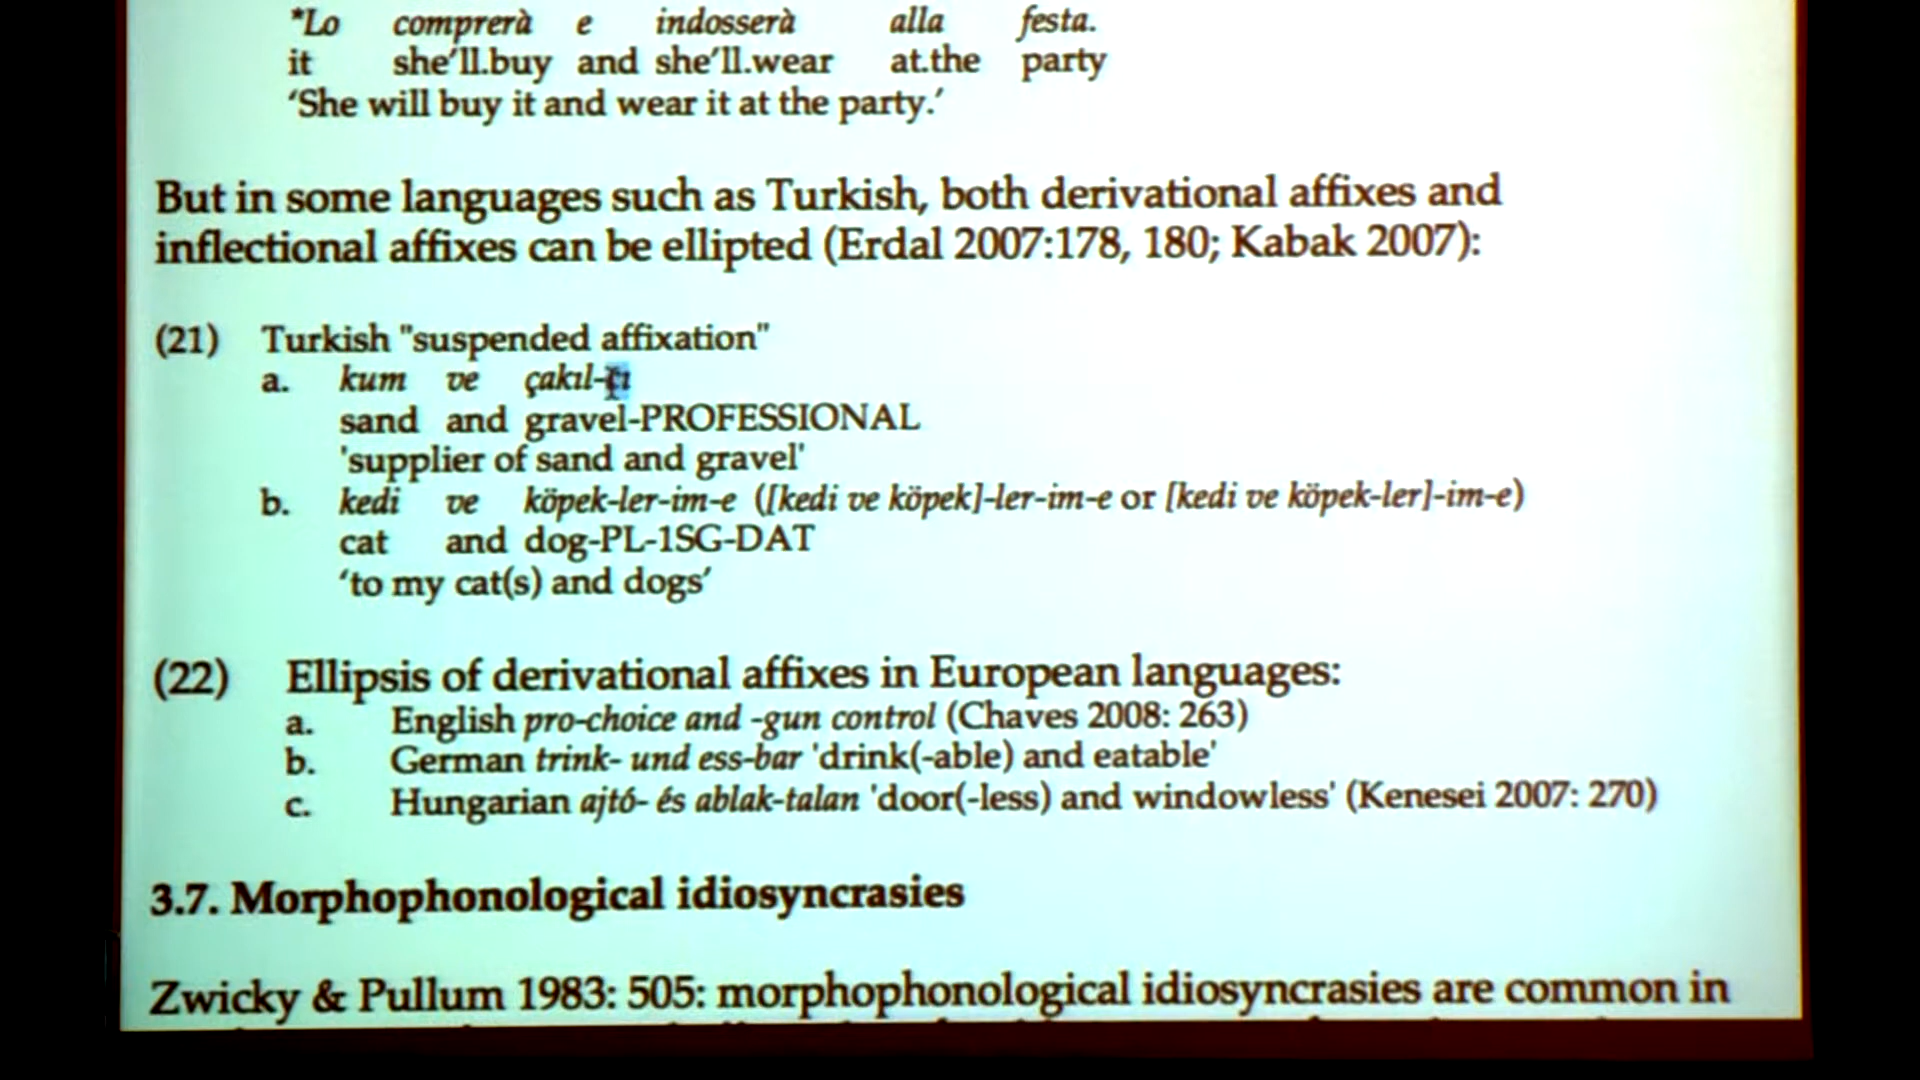 *Lo comprerà e indosserà alla festa.
it she’ll.buy and she’ll.wear at.the party
‘She will buy it and wear it at the party.’
But in some languages such as Turkish, both derivational affixes and
inflectional affixes can be ellipted (Erdal 2007:178, 180; Kabak 2007):
(21) Turkish "suspended affixation"
a. kum ve çakıl-cı
sand and gravel-PROFESSIONAL
'supplier of sand and gravel'
b. kedi ve köpek-ler-im-e ([kedi ve köpek]-ler-im-e or [kedi ve köpek-ler]-im-e)
cat and dog-PL-1SG-DAT
‘to my cat(s) and dogs’
(22) Ellipsis of derivational affixes in European languages:
a. English pro-choice and -gun control (Chaves 2008: 263)
b. German trink- und ess-bar 'drink(-able) and eatable'
c. Hungarian ajtó- és ablak-talan 'door(-less) and windowless' (Kenesei 2007: 270)
3.7. Morphophonological idiosyncrasies
Zwicky & Pullum 1983: 505: morphophonological idiosyncrasies are common in